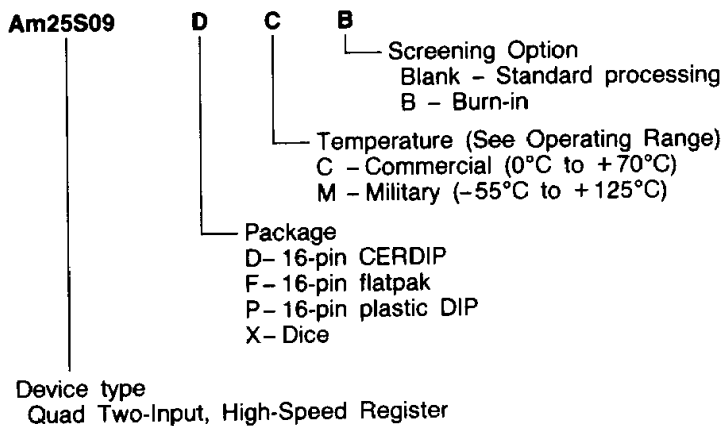 Am25S09 D C B
Screening Option
Blank – Standard processing
B – Burn-in
Temperature (See Operating Range)
C – Commercial (0°C to +70°C)
M – Military (–55°C to +125°C)
Package
D– 16-pin CERDIP
F– 16-pin flatpak
P– 16-pin plastic DIP
X– Dice
Device type
Quad Two-Input, High-Speed Register